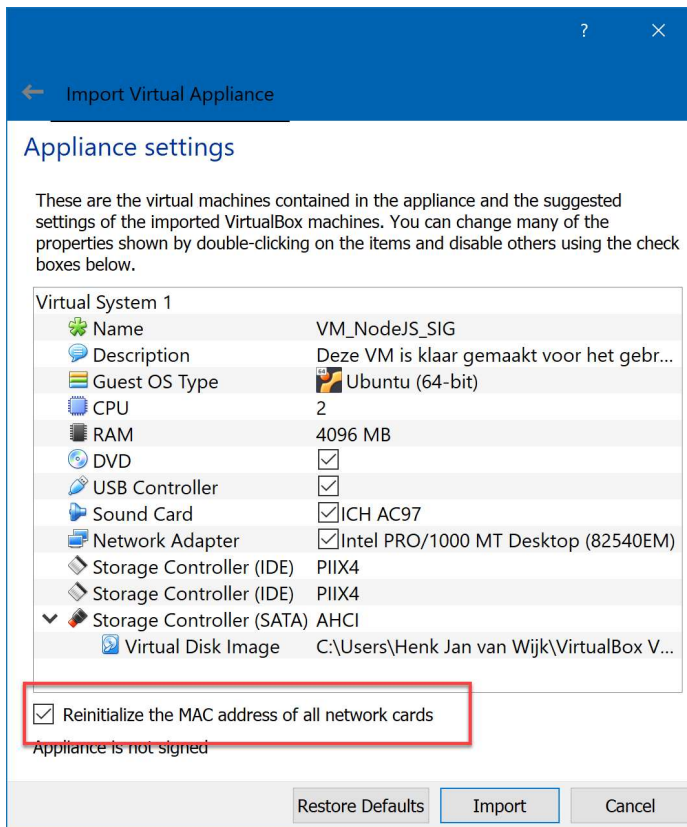 ?
Import Virtual Appliance
Appliance settings
These are the virtual machines contained in the appliance and the suggested
settings of the imported VirtualBox machines. You can change many of the
properties shown by double-clicking on the items and disable others using the check
boxes below.
Virtual System 1
Name VM_NodeJS_SIG
Description Deze VM is klaar gemaakt voor het gebr...
Guest OS Type 64 Ubuntu (64-bit)
CPU 2
RAM 4096 MB
DVD
USB Controller
Sound Card ICH AC97
Network Adapter Intel PRO/1000 MT Desktop (82540EM)
Storage Controller (IDE) PIIX4
Storage Controller (IDE) PIIX4
Storage Controller (SATA) AHCI
Virtual Disk Image C:\Users\Henk Jan van Wijk\VirtualBox V...
Reinitialize the MAC address of all network cards
Appliance is not signed
Restore Defaults Import Cancel